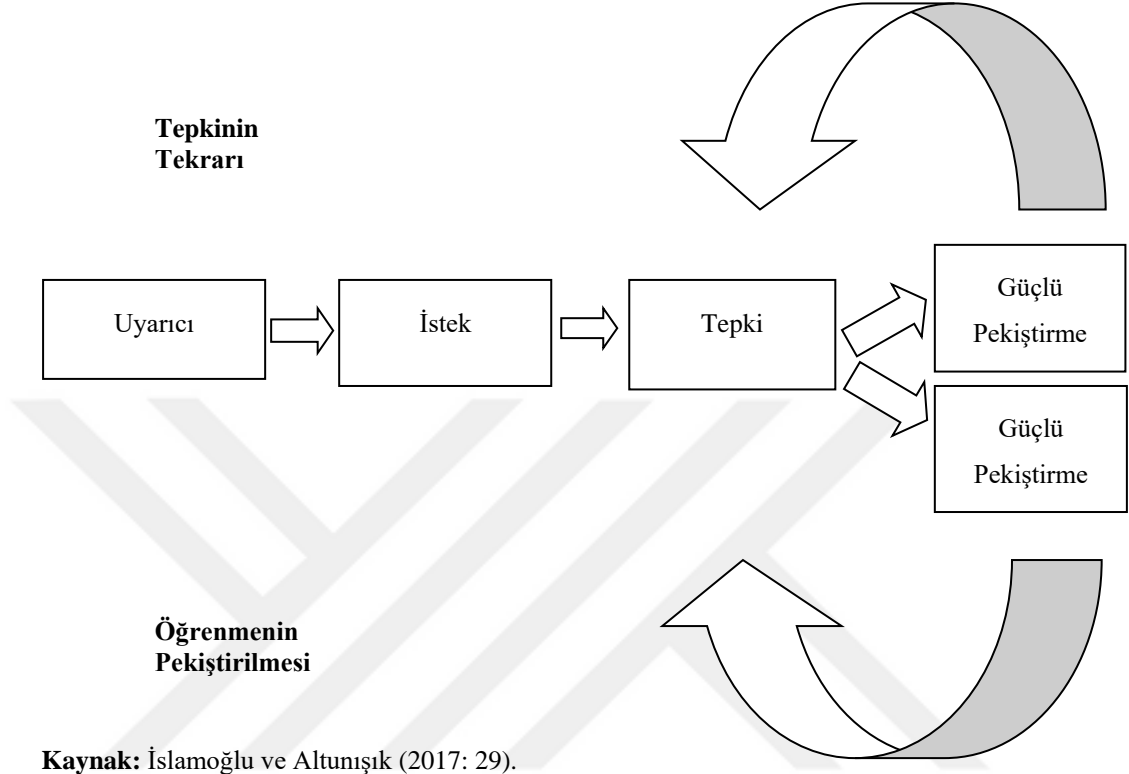 Tepkinin
Tekrarı
Uyarıcı
İstek
Tepki
Güçlü
Pekiştirme
Güçlü
Pekiştirme
Öğrenmenin
Pekiştirilmesi
Kaynak: İslamoğlu ve Altunışık (2017: 29).